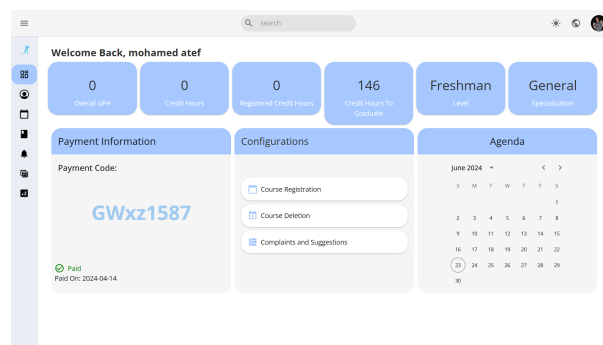 search
Welcome Back, mohamed atef
0
Overall GPA
0
Credit Hours
0
Registered Credit Hours
146
Credit Hours To
Graduate
Freshman
Level
General
Specialization
Payment Information
Payment Code:
GWxz1587
Paid
Paid On: 2024-04-14
Configurations
Course Registration
Course Deletion
Complaints and Suggestions
Agenda
June 2024
S M T W T F S
1
2 3 4 5 6 7 8
9 10 11 12 13 14 15
16 17 18 19 20 21 22
23 24 25 26 27 28 29
30